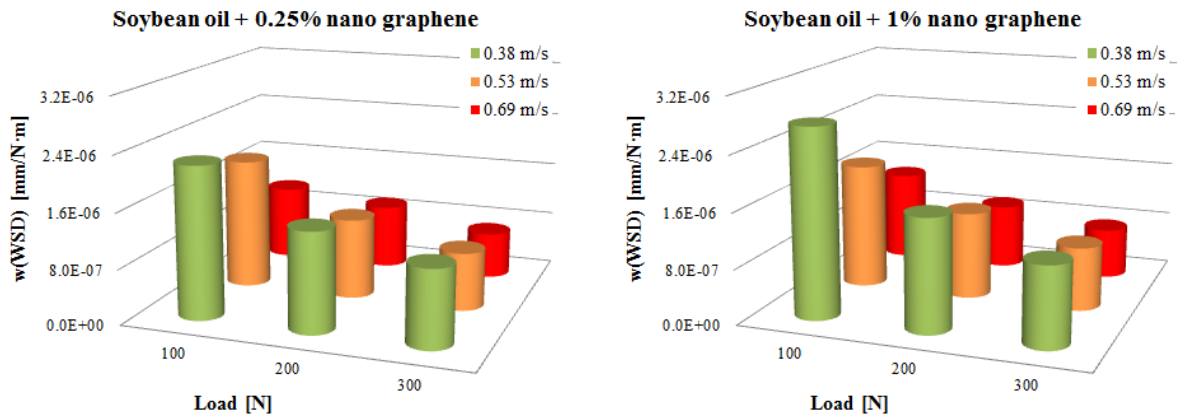 Soybean oil + 0.25% nano graphene
0.38 m/s
0.53 m/s
0.69 m/s
3.2E-06
2.4E-06
1.6E-06
8.0E-07
0.0E+00
w(WSD) [mm/N·m]
100
200
300
Load [N]
Soybean oil + 1% nano graphene
0.38 m/s
0.53 m/s
0.69 m/s
3.2E-06
2.4E-06
1.6E-06
8.0E-07
0.0E+00
w(WSD) [mm/N·m]
100
200
300
Load [N]